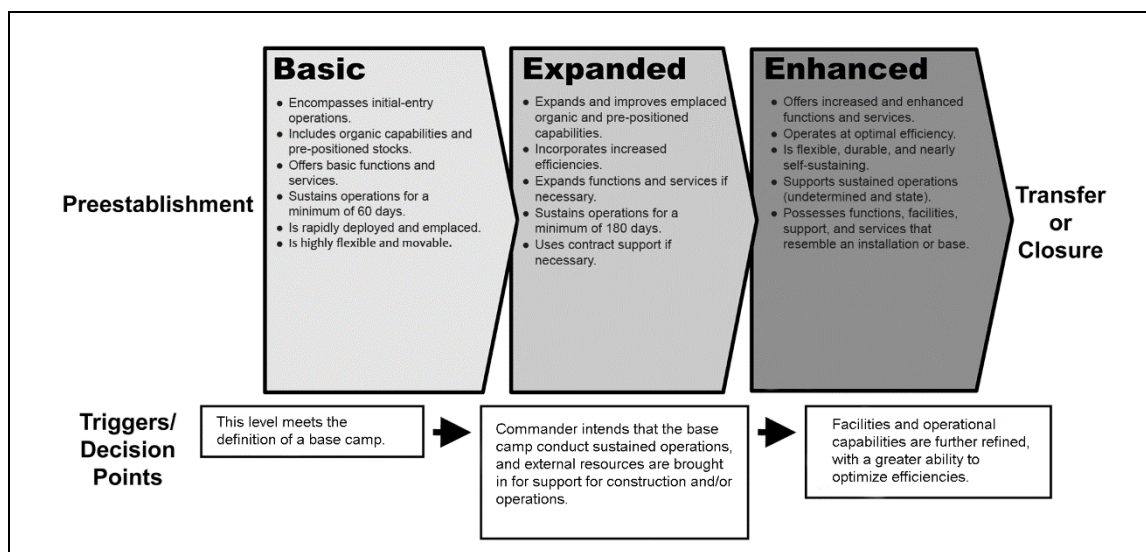 Preestablishment
Basic
● Encompasses initial-entry
operations.
● Includes organic capabilities and
pre-positioned stocks.
● Offers basic functions and
services.
● Sustains operations for a
minimum of 60 days.
● Is rapidly deployed and emplaced.
● Is highly flexible and movable.
Expanded
● Expands and improves emplaced
organic and pre-positioned
capabilities.
● Incorporates increased
efficiencies.
● Expands functions and services if
necessary.
● Sustains operations for a
minimum of 180 days.
● Uses contract support if
necessary.
Enhanced
● Offers increased and enhanced
functions and services.
● Operates at optimal efficiency.
● Is flexible, durable, and nearly
self-sustaining.
● Supports sustained operations
(undetermined and state).
● Possesses functions, facilities,
support, and services that
resemble an installation or base.
Transfer
or
Closure
Triggers/
Decision
Points
This level meets the
definition of a base camp.
Commander intends that the base
camp conduct sustained operations,
and external resources are brought
in for support for construction and/or
operations.
Facilities and operational
capabilities are further refined,
with a greater ability to
optimize efficiencies.